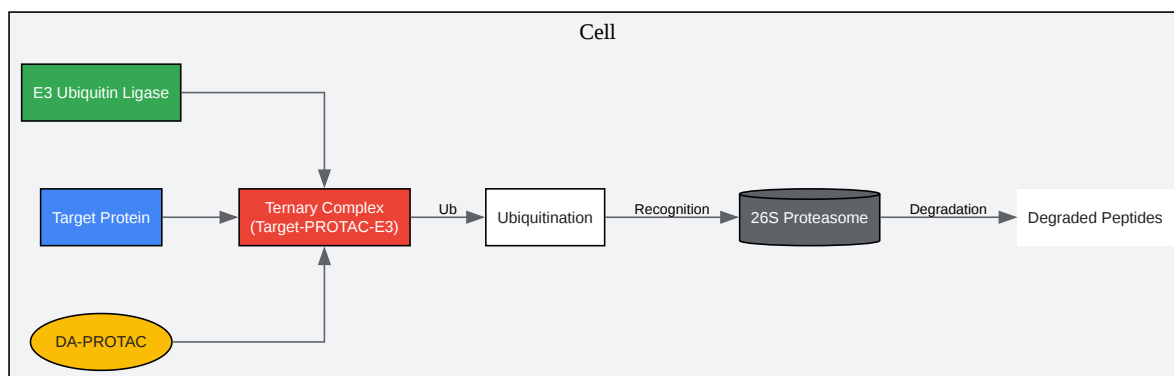 Cell
E3 Ubiquitin Ligase
Target Protein
Ternary Complex
(Target-PROTAC-E3)
Ub
Ubiquitination
Recognition
26S Proteasome
Degradation
Degraded Peptides
DA-PROTAC